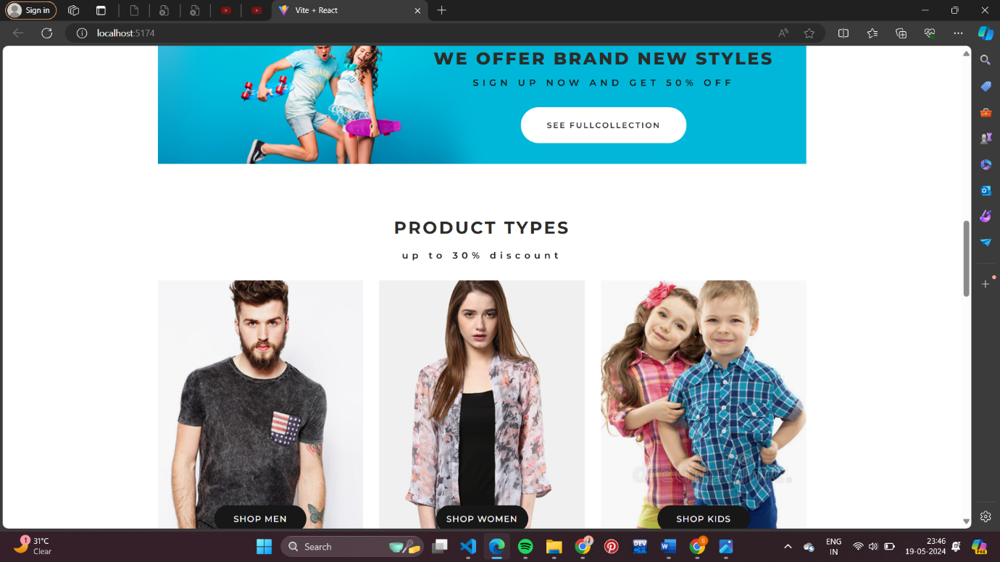 Sign in
Vite + React
localhost:5174
WE OFFER BRAND NEW STYLES
SIGN UP NOW AND GET 50% OFF
SEE FULLCOLLECTION
PRODUCT TYPES
up to 30% discount
SHOP MEN
SHOP WOMEN
SHOP KIDS
1
31°C
Clear
Search
DEV
ENG
IN
23:46
19-05-2024
PRE